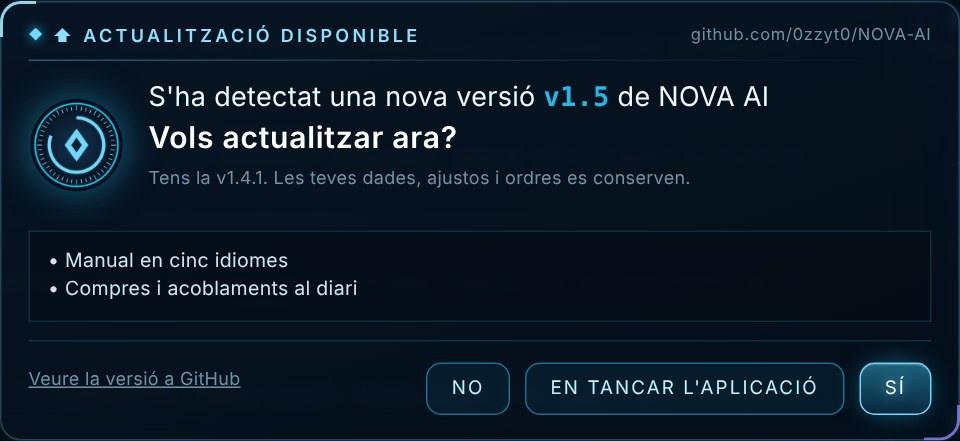 ACTUALITZACIÓ DISPONIBLE
github.com/0zzyt0/NOVA-AI
S'ha detectat una nova versió v1.5 de NOVA AI
Vols actualitzar ara?
Tens la v1.4.1. Les teves dades, ajustos i ordres es conserven.
• Manual en cinc idiomes
• Compres i acoblaments al diari
Veure la versió a GitHub
NO
EN TANCAR L'APLICACIÓ
SÍ